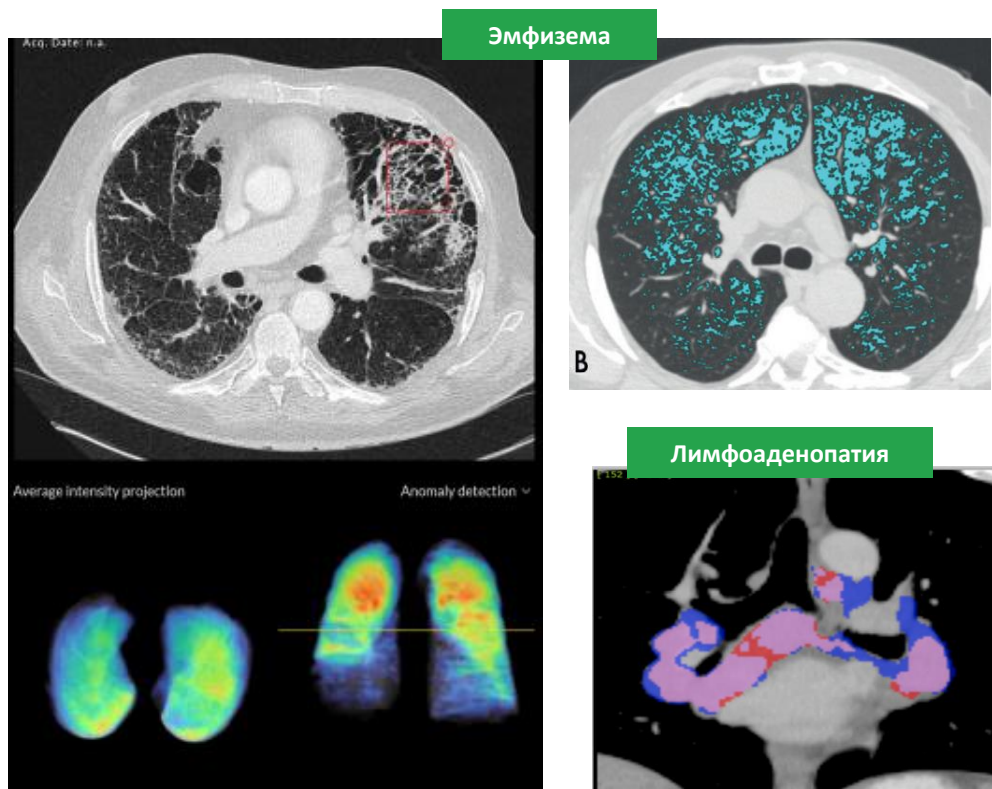 Эмфизема
Acq. Date: n.a.
B
Лимфоаденопатия
Average intensity projection
Anomaly detection